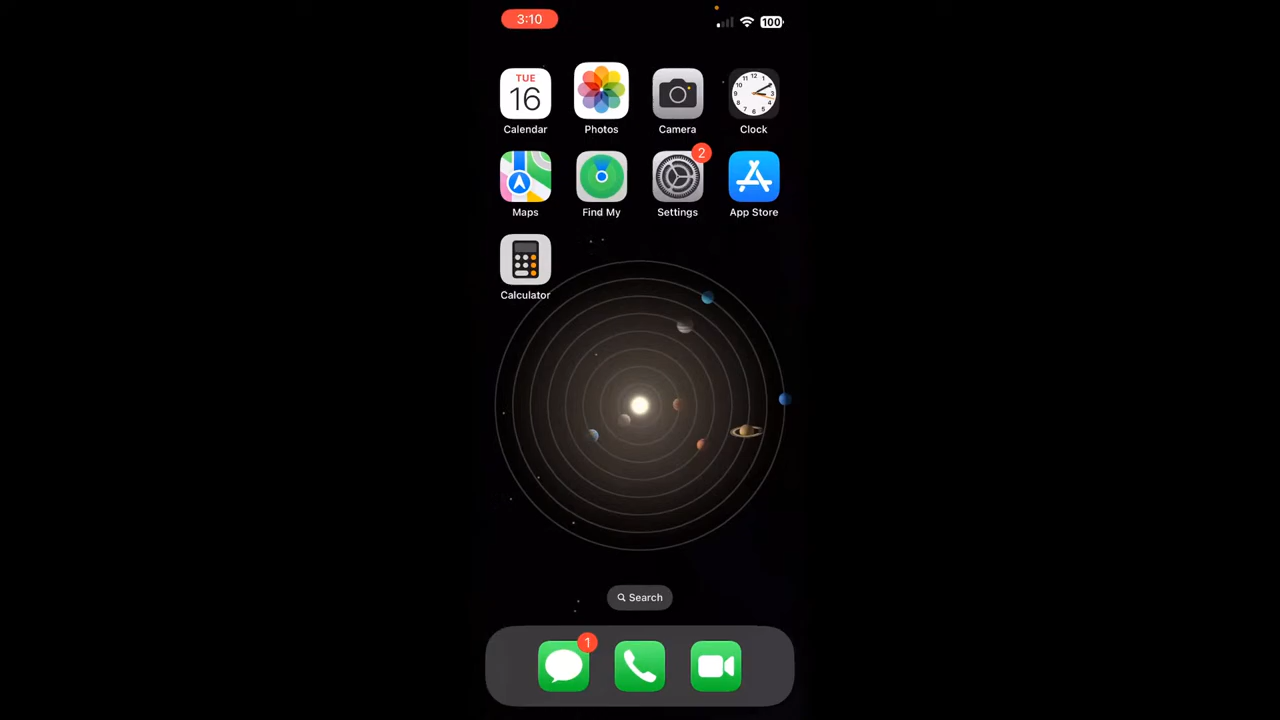 3:10
100
TUE
16
Calendar
Photos
Camera
Clock
Maps
Find My
2
Settings
App Store
Calculator
Search
1